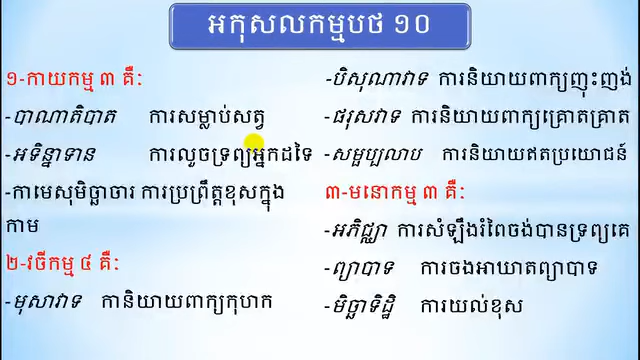 អកុសលកម្មបថ ១០
១-កាយកម្ម ៣ គឺៈ
-បាណាតិបាត ការសម្លាប់សត្វ
-អទិន្នាទាន ការលួចទ្រព្យអ្នកដទៃ
-កាមេសុមិច្ឆាចារ ការប្រព្រឹត្តខុសក្នុង
កាម
២-វចីកម្ម ៤ គឺៈ
-មុសាវាទ កានិយាយពាក្យកុហក
-បិសុណាវាទ ការនិយាយពាក្យញុះញង់
-ផរុសវាទ ការនិយាយពាក្យគ្រោតគ្រាត
-សម្ផប្បលាប ការនិយាយឥតប្រយោជន៍
៣-មនោកម្ម ៣ គឺៈ
-អភិជ្ឈា ការសំឡឹងរំពៃចង់បានទ្រព្យគេ
-ព្យាបាទ ការចងអាឃាតព្យាបាទ
-មិច្ឆាទិដ្ឋិ ការយល់ខុស